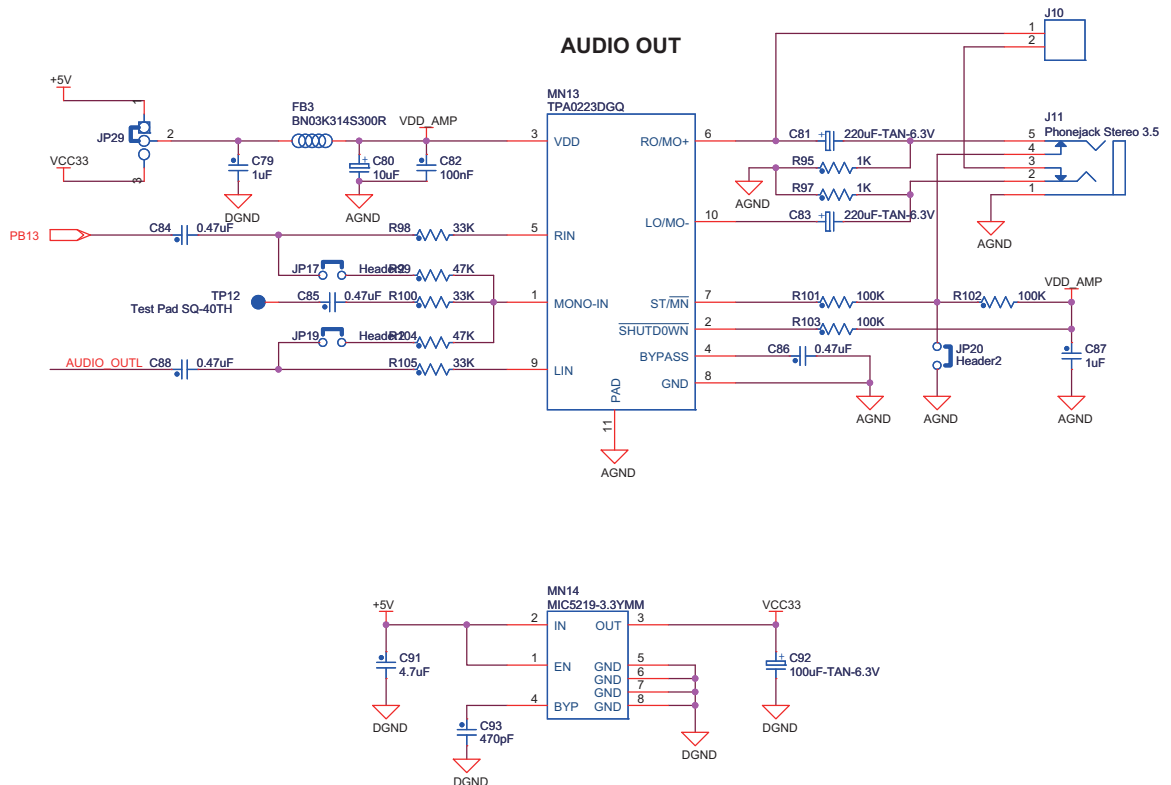 AUDIO OUT
J10
1
2
+5V
1
JP29
2
VCC33
3
FB3
BN03K314S300R
VDD_AMP
C79
1uF
DGND
C80
10uF
AGND
C82
100nF
MN13
TPA0223DGQ
3
VDD
RO/MO+
6
C81
+
220uF-TAN-6.3V
R95
1K
AGND
R97
1K
LO/MO-
10
C83
+
220uF-TAN-6.3V
J11
Phonejack Stereo 3.5
5
4
3
2
1
AGND
PB13
C84
0.47uF
R98
33K
5
RIN
JP17
Header2
R99
47K
TP12
Test Pad SQ-40TH
C85
0.47uF
R100
33K
1
MONO-IN
JP19
Header2
R104
47K
AUDIO_OUTL
C88
0.47uF
R105
33K
9
LIN
ST/MN
7
R101
100K
R102
100K
VDD_AMP
SHUTD0WN
2
R103
100K
BYPASS
4
C86
0.47uF
GND
8
AGND
JP20
Header2
AGND
C87
1uF
AGND
PAD
11
AGND
MN14
MIC5219-3.3YMM
+5V
2
IN
OUT
3
VCC33
1
EN
GND
5
GND
6
GND
7
GND
8
4
BYP
C91
4.7uF
DGND
C93
470pF
DGND
DGND
+
C92
100uF-TAN-6.3V
DGND